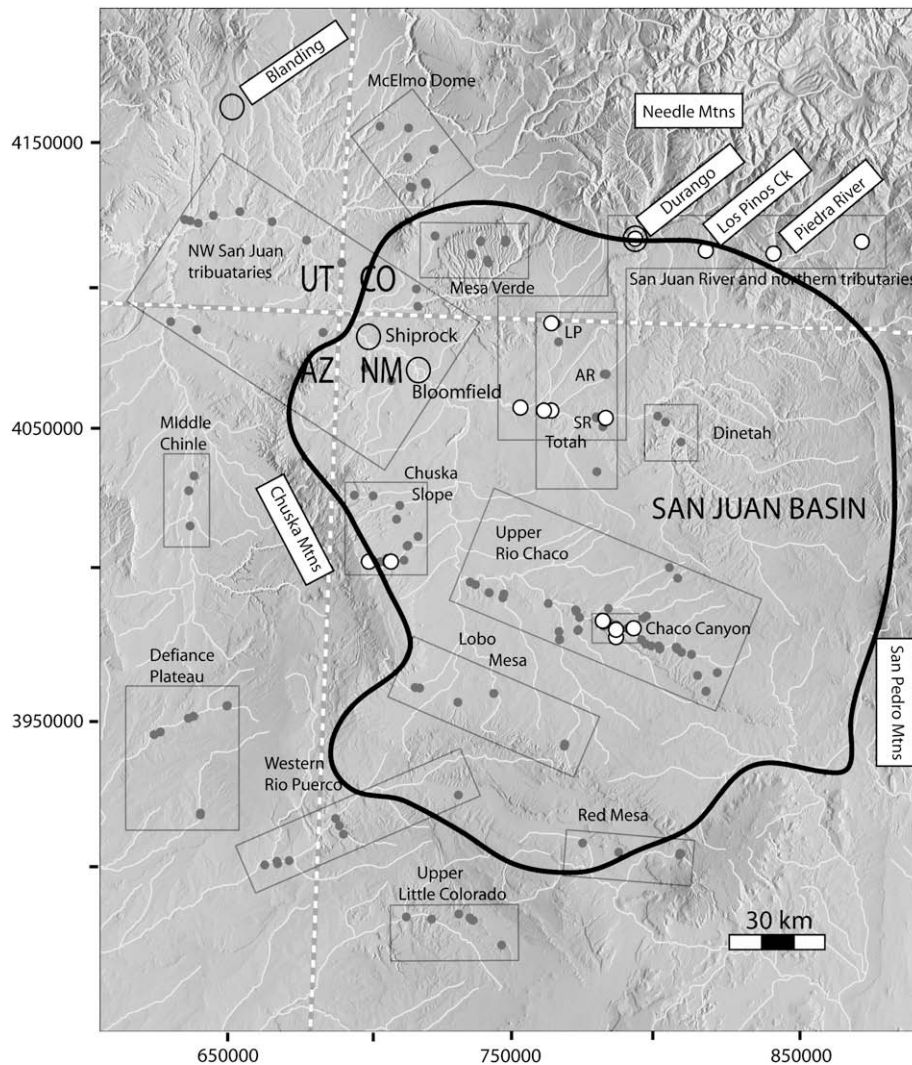 Blanding
McElmo Dome
Needle Mtns
4150000
Durango
Los Pinos Ck
Piedra River
NW San Juan
tribuataries
UT
CO
Mesa Verde
San Juan River and northern tributaries
Shiprock
LP
AZ
NM
Bloomfield
AR
4050000
SR
Totah
Dinetah
MIddle
Chinle
Chuska
Slope
SAN JUAN BASIN
Chuska Mtns
Upper
Rio Chaco
Chaco Canyon
Lobo
Mesa
Defiance
Plateau
San Pedro Mtns
3950000
Western
Rio Puerco
Red Mesa
Upper
Little Colorado
30 km
650000
750000
850000